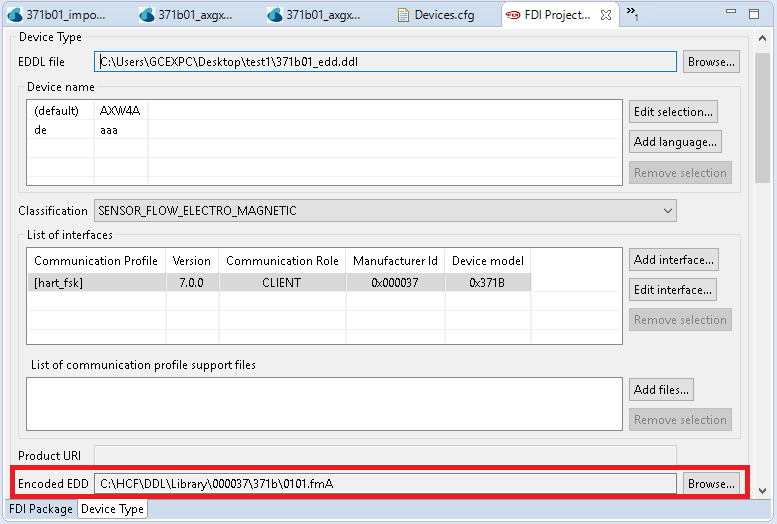 371b01_impo... 371b01_axgx... 371b01_axgx... Devices.cfg FDI Project... »1
Device Type
EDDL file C:\Users\GCEXPC\Desktop\test1\371b01_edd.ddl Browse...
Device name
(default) AXW4A Edit selection...
de aaa
Add language...
Remove selection
Classification SENSOR_FLOW_ELECTRO_MAGNETIC
List of interfaces
Communication Profile Version Communication Role Manufacturer Id Device model Add interface...
[hart_fsk] 7.0.0 CLIENT 0x000037 0x371B Edit interface...
Remove selection
List of communication profile support files
Add files...
Remove selection
Product URI
Encoded EDD C:\HCF\DDL\Library\000037\371b\0101.fmA Browse...
FDI Package Device Type